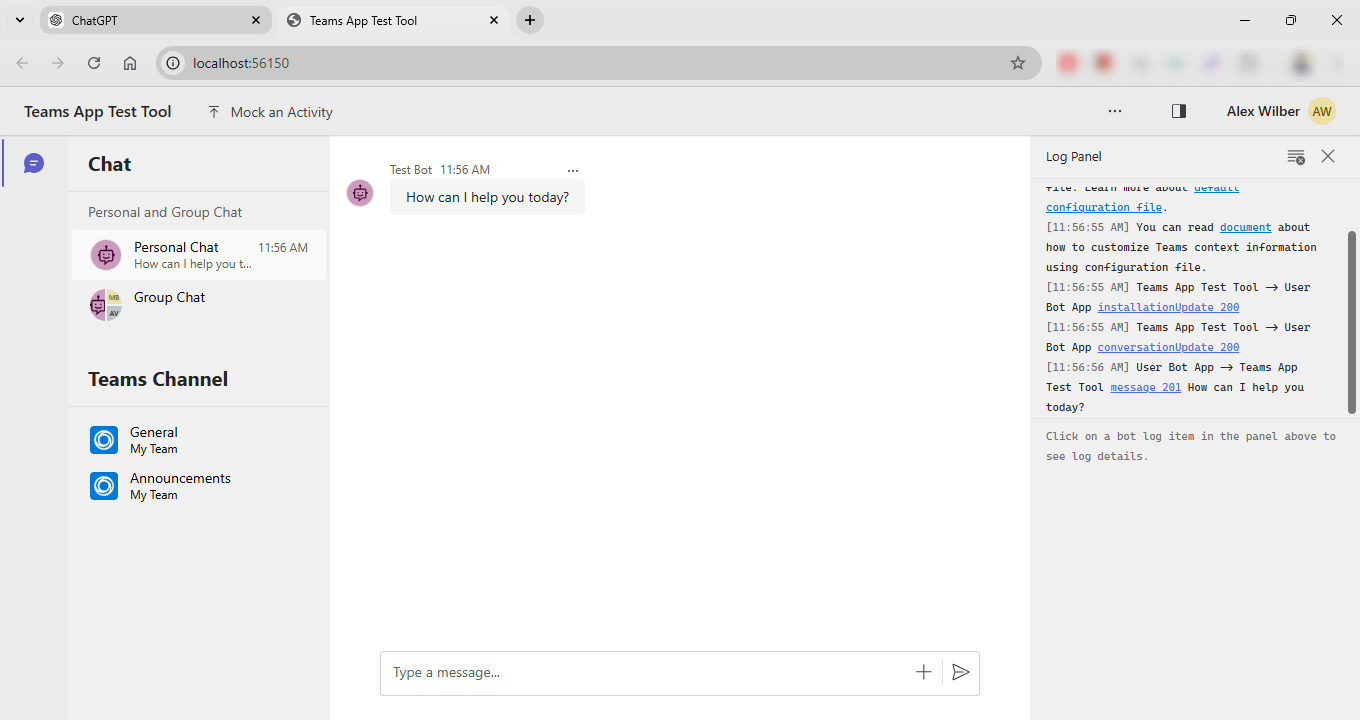 ChatGPT
Teams App Test Tool
localhost:56150
Teams App Test Tool
Mock an Activity
Alex Wilber
AW
Chat
Personal and Group Chat
Personal Chat 11:56 AM
How can I help you t...
MB
Group Chat
AV
Teams Channel
General
My Team
Announcements
My Team
Test Bot 11:56 AM
How can I help you today?
Type a message...
Log Panel
file. Learn more about default
configuration file.
[11:56:55 AM] You can read document about
how to customize Teams context information
using configuration file.
[11:56:55 AM] Teams App Test Tool → User
Bot App installationUpdate 200
[11:56:55 AM] Teams App Test Tool → User
Bot App conversationUpdate 200
[11:56:56 AM] User Bot App → Teams App
Test Tool message 201 How can I help you
today?
Click on a bot log item in the panel above to
see log details.